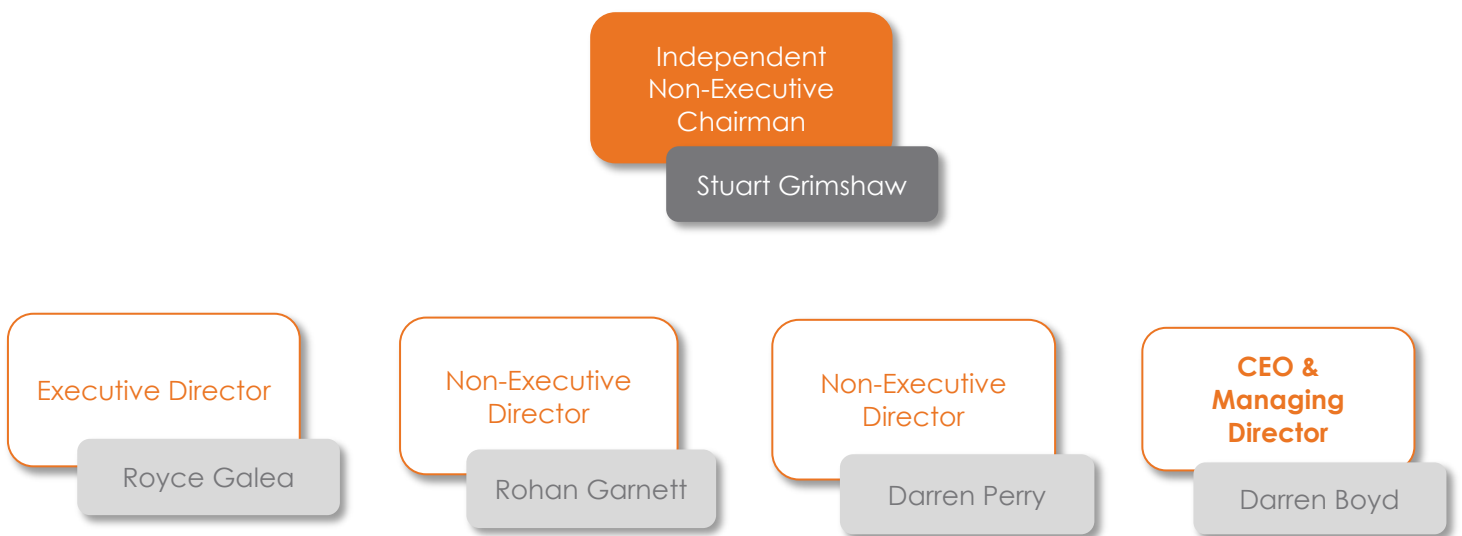 Independent
Non-Executive
Chairman
Stuart Grimshaw
Executive Director
Royce Galea
Non-Executive
Director
Rohan Garnett
Non-Executive
Director
Darren Perry
CEO &
Managing
Director
Darren Boyd